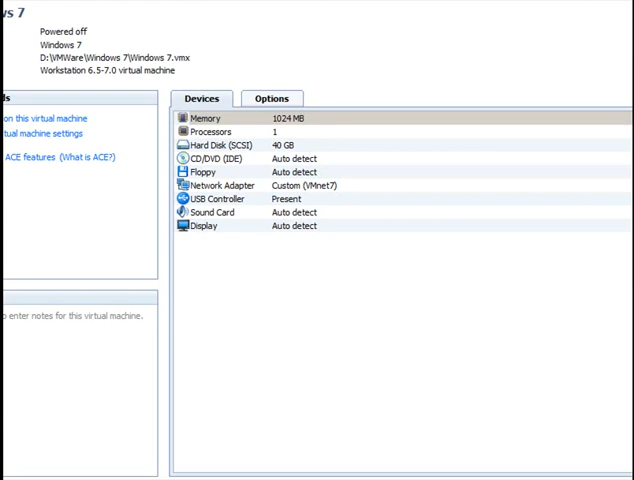 ws 7
Powered off
Windows 7
D:\VMWare\Windows 7\Windows 7.vmx
Workstation 6.5-7.0 virtual machine
ds
on this virtual machine
tual machine settings
ACE features (What is ACE?)
o enter notes for this virtual machine.
Devices Options
Memory 1024 MB
Processors 1
Hard Disk (SCSI) 40 GB
CD/DVD (IDE) Auto detect
Floppy Auto detect
Network Adapter Custom (VMnet7)
USB Controller Present
Sound Card Auto detect
Display Auto detect